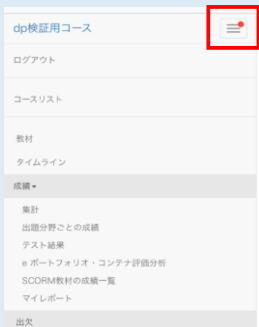 dp検証用コース
ログアウト
コースリスト
教材
タイムライン
成績▾
集計
出題分野ごとの成績
テスト結果
e ポートフォリオ・コンテナ評価分析
SCORM教材の成績一覧
マイレポート
出欠